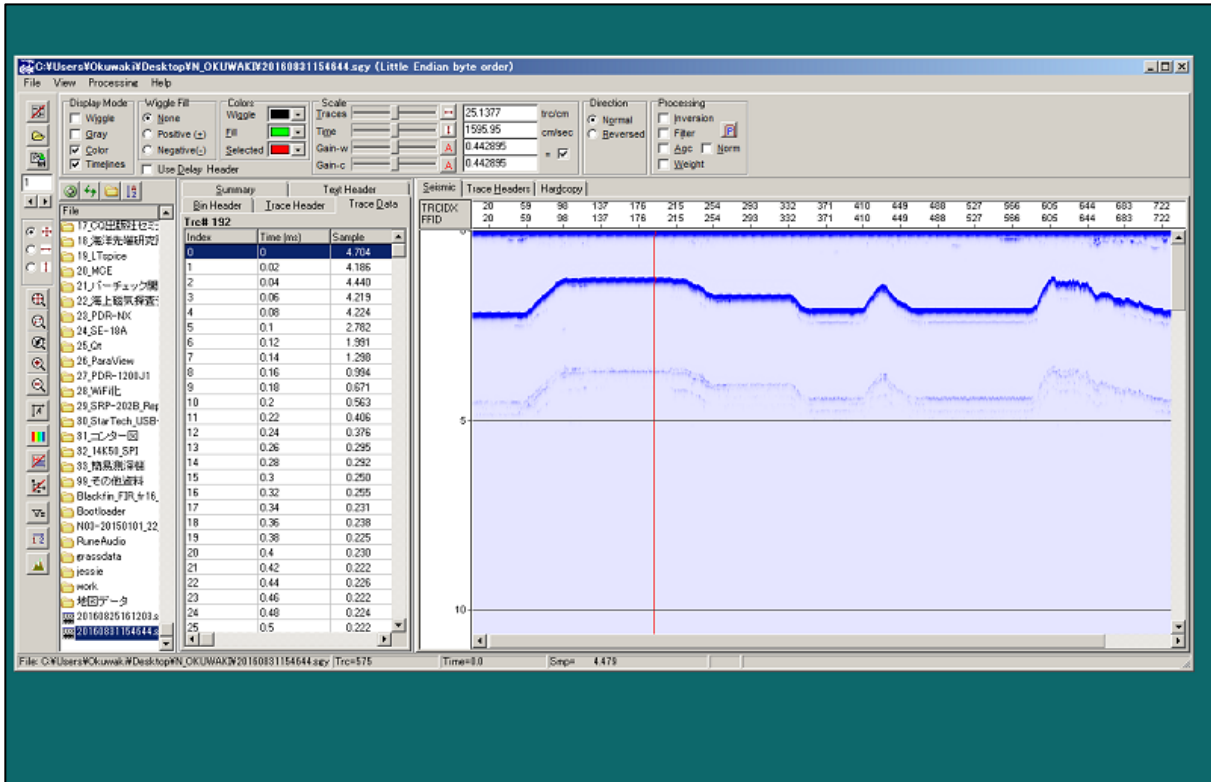 C:¥Users¥Okuwaki¥Desktop¥N_OKUWAKI¥20160831154644.sgy (Little Endian byte order)
File View Processing Help
Display Mode
Wiggle
Gray
Color
Timelines
Wiggle Fill
None
Positive (+)
Negative(-)
Use Delay Header
Colors
Wiggle
Fill
Selected
Scale
Traces
Time
Gain-w
Gain-c
25.1377 trc/cm
1595.95 cm/sec
0.442895
0.442895
=
Direction
Normal
Reversed
Processing
Inversion
Filter
Agc Norm
Weight
1
File
17_CQ出版社セミ
18_海洋先端研究
19_LTspice
20_MCE
21_バーチェック関
22_海上磁気探査
23_PDR-NX
24_SE-18A
25_Qt
26_ParaView
27_PDR-1200J1
28_WiFi化
29_SRP-202B_Rep
30_StarTech_USB-
31_コンター図
32_14K50_SPI
33_簡易測深機
99_その他資料
Blackfin_FIR_fr16_
Bootloader
N03-20150101_22_
RuneAudio
grassdata
jessie
work
地図データ
20160825161203.s
20160831154644.s
Summary Text Header
Bin Header Trace Header Trace Data
Trc# 192
Index Time (ms) Sample
0 0 4.704
1 0.02 4.186
2 0.04 4.440
3 0.06 4.219
4 0.08 4.224
5 0.1 2.782
6 0.12 1.991
7 0.14 1.298
8 0.16 0.994
9 0.18 0.671
10 0.2 0.563
11 0.22 0.406
12 0.24 0.376
13 0.26 0.295
14 0.28 0.292
15 0.3 0.250
16 0.32 0.255
17 0.34 0.231
18 0.36 0.238
19 0.38 0.225
20 0.4 0.230
21 0.42 0.222
22 0.44 0.226
23 0.46 0.222
24 0.48 0.224
25 0.5 0.222
Seismic Trace Headers Hardcopy
TRCIDX 20 59 98 137 176 215 254 293 332 371 410 449 488 527 566 605 644 683 722
FFID 20 59 98 137 176 215 254 293 332 371 410 449 488 527 566 605 644 683 722
0
5
10
File: C:¥Users¥Okuwaki¥Desktop¥N_OKUWAKI¥20160831154644.sgy Trc=575 Time=0.0 Smp= 4.479